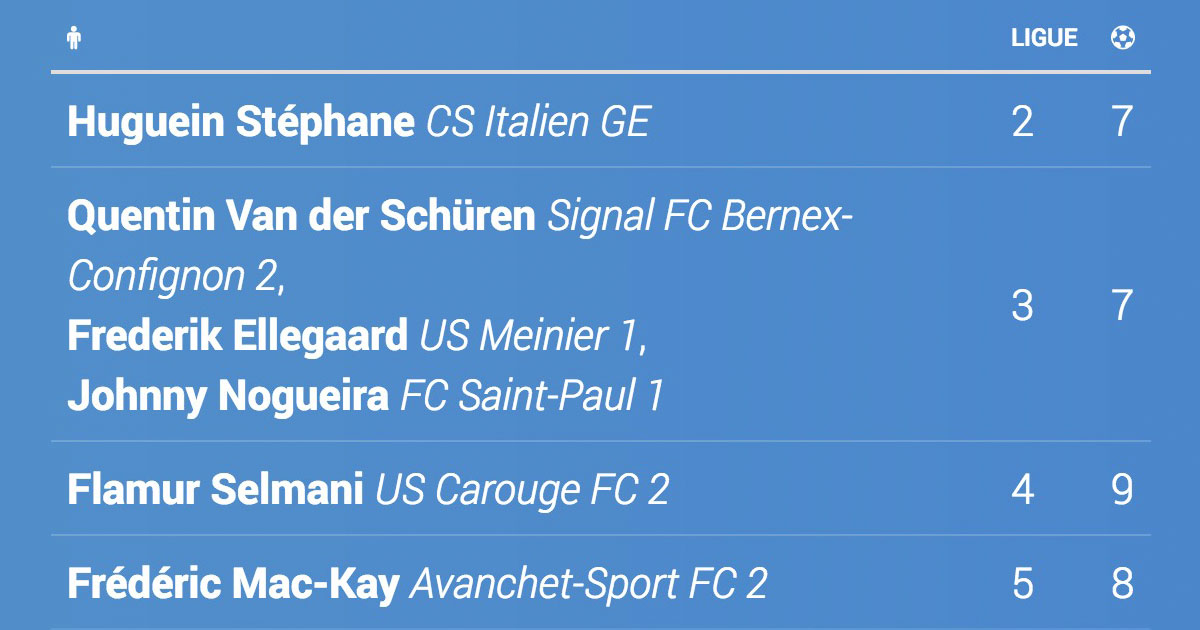 LIGUE
Huguein Stéphane CS Italien GE 2 7
Quentin Van der Schüren Signal FC Bernex-
Confignon 2,
Frederik Ellegaard US Meinier 1,
Johnny Nogueira FC Saint-Paul 1
3 7
Flamur Selmani US Carouge FC 2 4 9
Frédéric Mac-Kay Avanchet-Sport FC 2 5 8